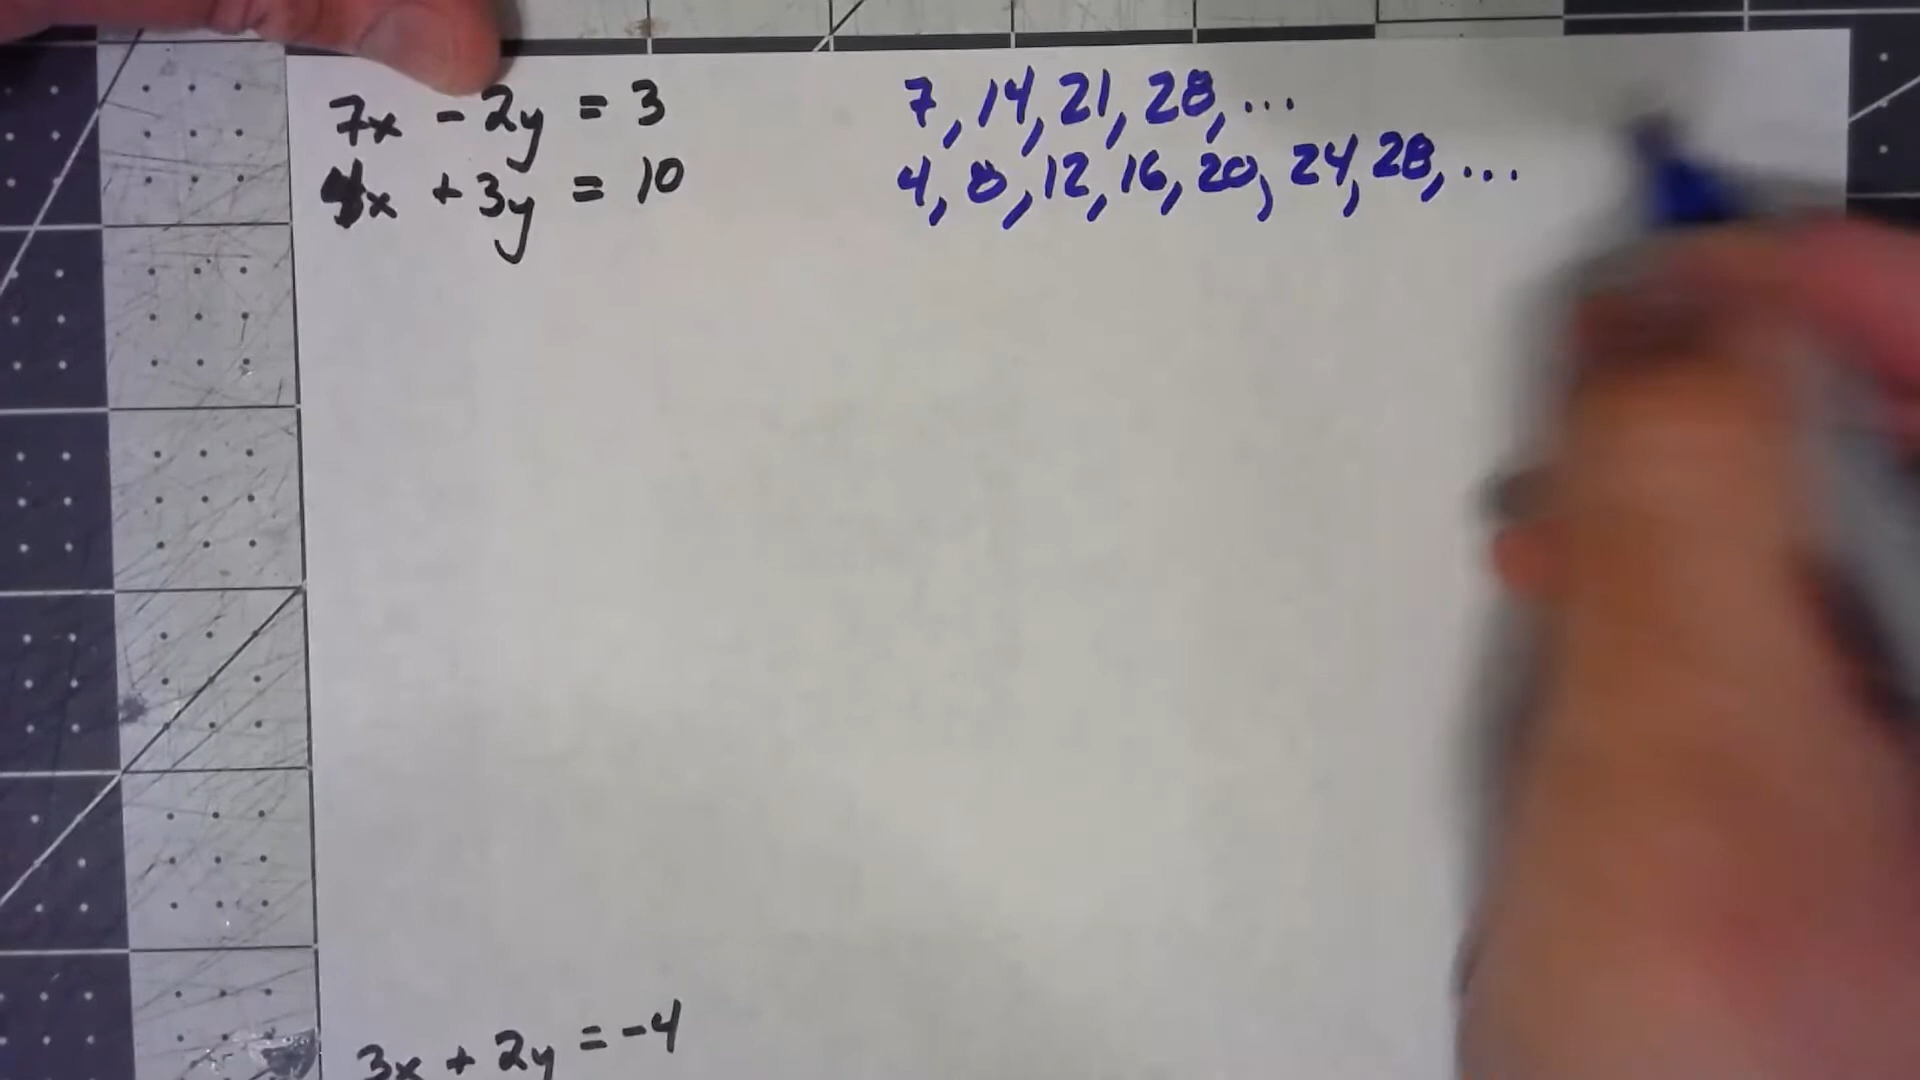 7x - 2y = 3
4x + 3y = 10
7, 14, 21, 28, ...
4, 8, 12, 16, 20, 24, 28, ...
3x + 2y = -4